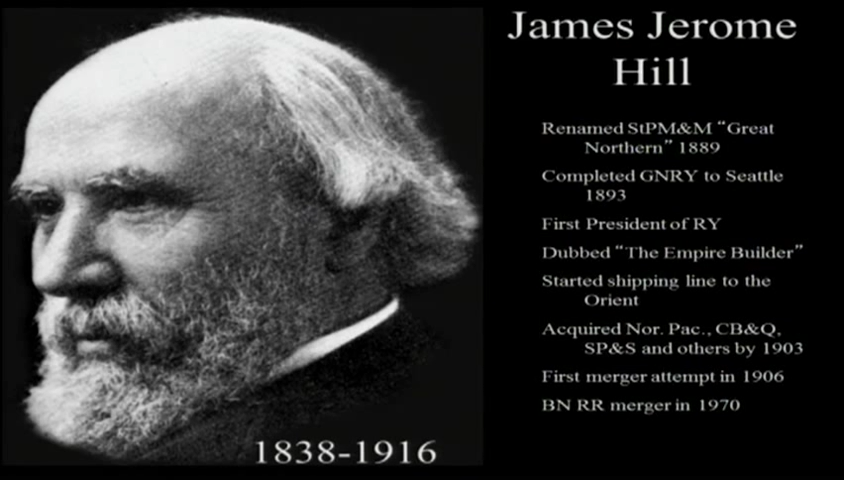 James Jerome
Hill
Renamed StPM&M “Great
Northern” 1889
Completed GNRY to Seattle
1893
First President of RY
Dubbed “The Empire Builder”
Started shipping line to the
Orient
Acquired Nor. Pac., CB&Q,
SP&S and others by 1903
First merger attempt in 1906
BN RR merger in 1970
1838-1916